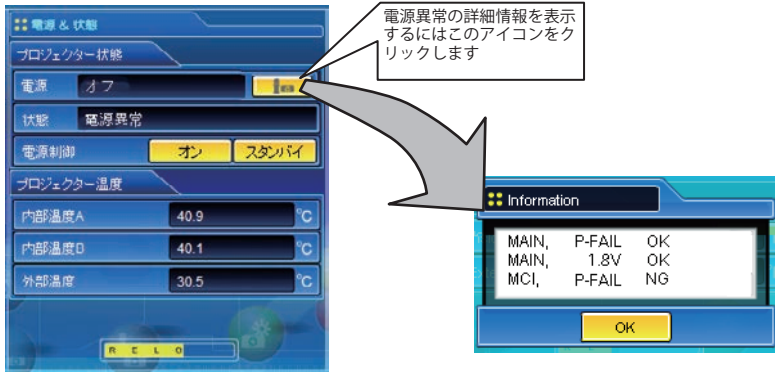 電源 & 状態
プロジェクター状態
電源 オフ
状態 電源異常
電源制御 オン スタンバイ
プロジェクター温度
内部温度A 40.9 °C
内部温度B 40.1 °C
外部温度 30.5 °C
R E L O
電源異常の詳細情報を表示
するにはこのアイコンをク
リックします
Information
MAIN, P-FAIL OK
MAIN, 1.8V OK
MCI, P-FAIL NG
OK